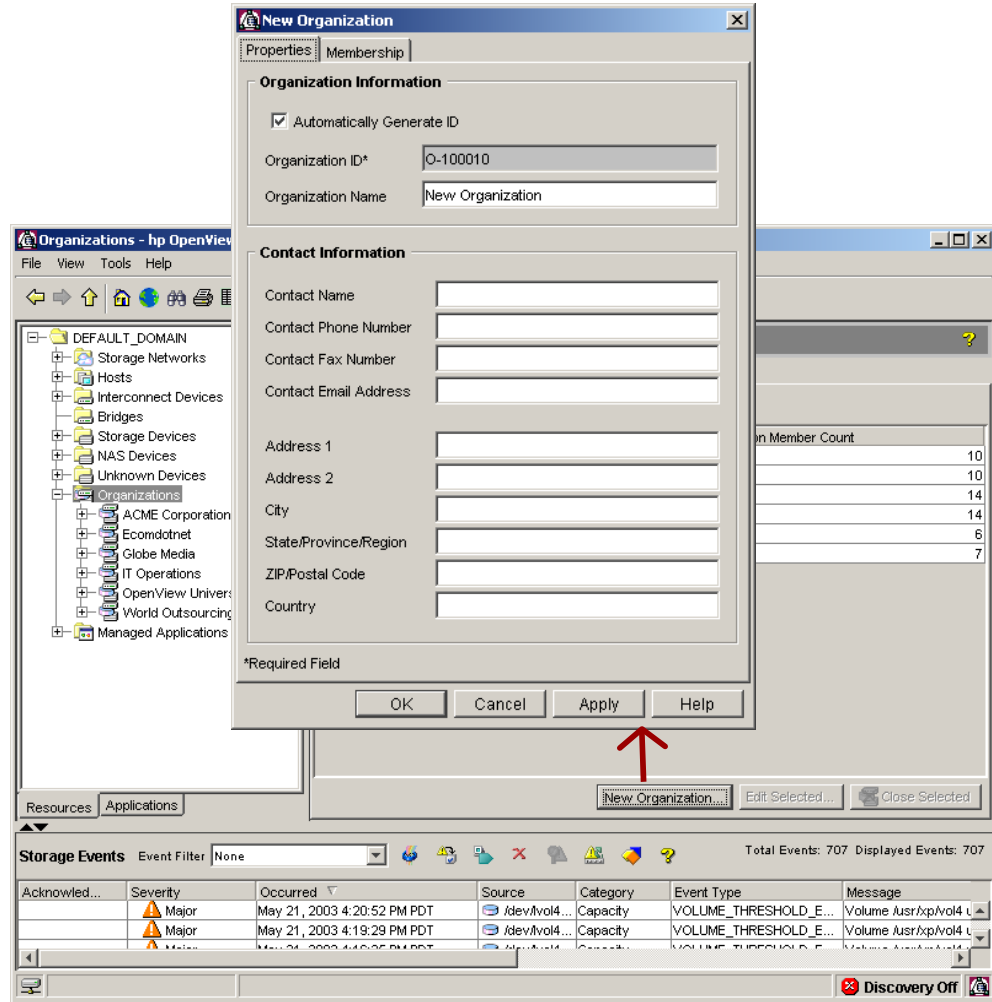 New Organization
Properties Membership
Organization Information
Automatically Generate ID
Organization ID* O-100010
Organization Name New Organization
Contact Information
Contact Name
Contact Phone Number
Contact Fax Number
Contact Email Address
Address 1
Address 2
City
State/Province/Region
ZIP/Postal Code
Country
*Required Field
OK Cancel Apply Help
Organizations - hp OpenView
File View Tools Help
DEFAULT_DOMAIN
Storage Networks
Hosts
Interconnect Devices
Bridges
Storage Devices
NAS Devices
Unknown Devices
Organizations
ACME Corporation
Ecomdotnet
Globe Media
IT Operations
OpenView Univers
World Outsourcing
Managed Applications
on Member Count
10
10
14
14
6
7
New Organization... Edit Selected... Close Selected
Resources Applications
Storage Events Event Filter None Total Events: 707 Displayed Events: 707
Acknowled... Severity Occurred Source Category Event Type Message
Major May 21, 2003 4:20:52 PM PDT /dev/lvol4... Capacity VOLUME_THRESHOLD_E... Volume /usr/xp/vol4 u
Major May 21, 2003 4:19:29 PM PDT /dev/lvol4... Capacity VOLUME_THRESHOLD_E... Volume /usr/xp/vol4 u
Discovery Off